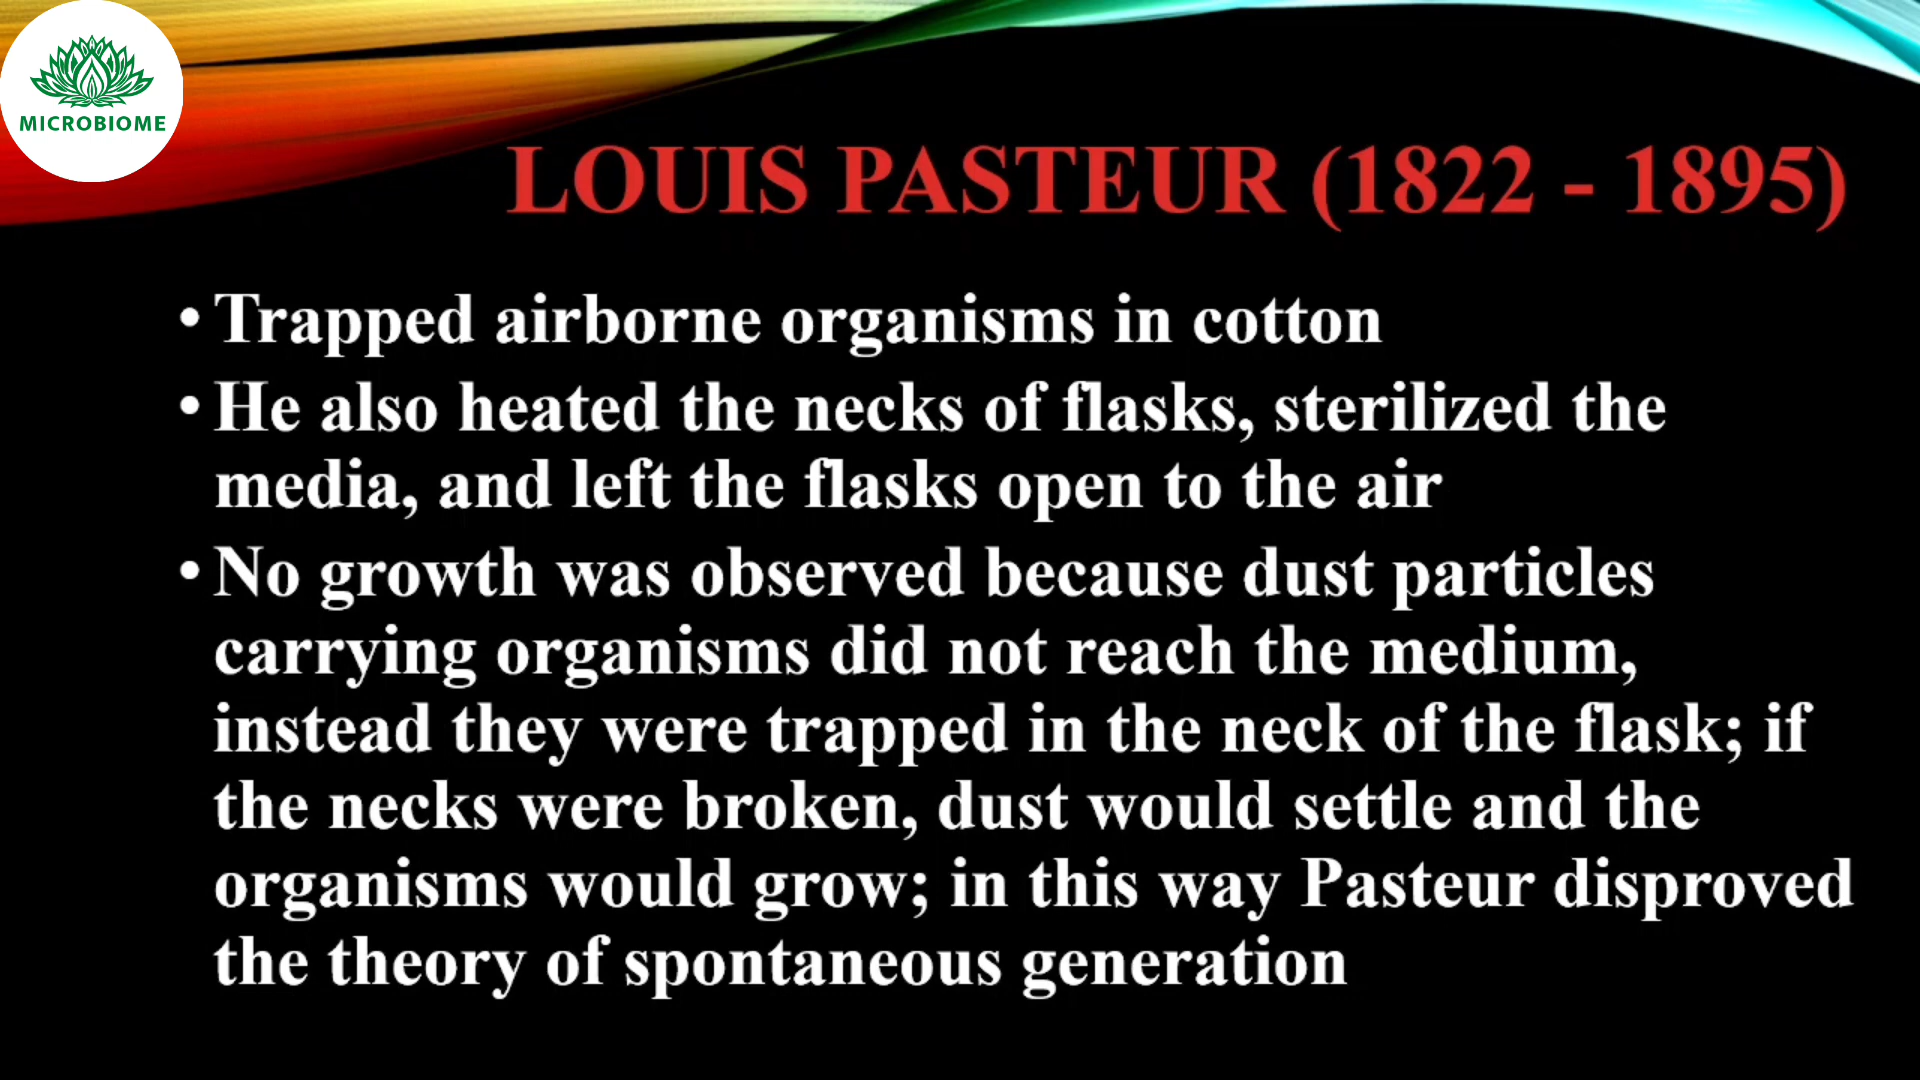 MICROBIOME
LOUIS PASTEUR (1822 - 1895)
• Trapped airborne organisms in cotton
• He also heated the necks of flasks, sterilized the
media, and left the flasks open to the air
• No growth was observed because dust particles
carrying organisms did not reach the medium,
instead they were trapped in the neck of the flask; if
the necks were broken, dust would settle and the
organisms would grow; in this way Pasteur disproved
the theory of spontaneous generation